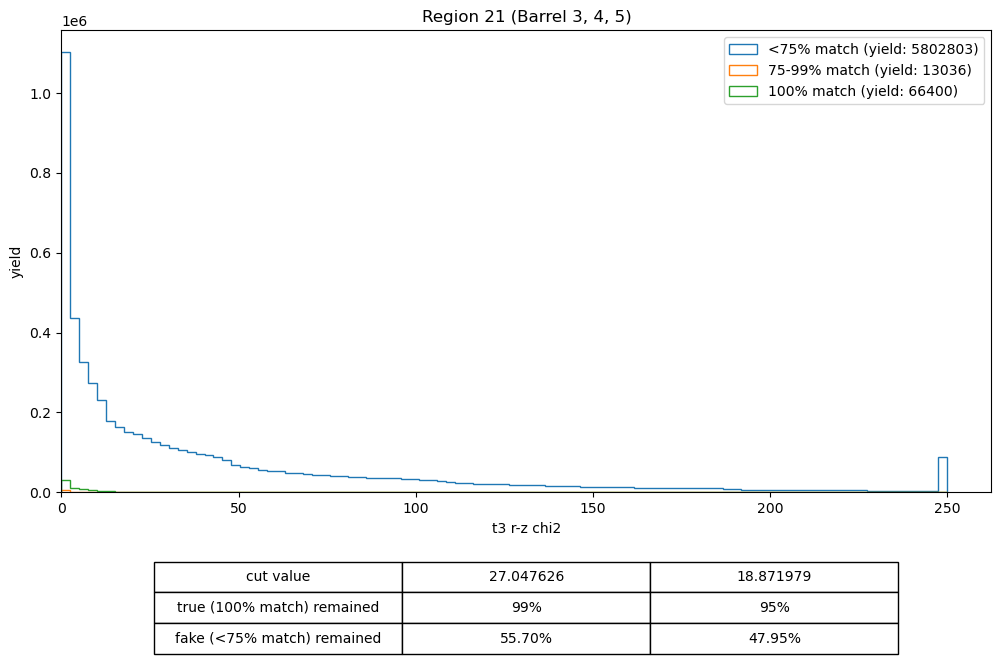 Region 21 (Barrel 3, 4, 5)
1e6
<75% match (yield: 5802803)
75-99% match (yield: 13036)
100% match (yield: 66400)
1.0
0.8
0.6
0.4
0.2
0.0
yield
0 50 100 150 200 250
t3 r-z chi2
cut value 27.047626 18.871979
true (100% match) remained 99% 95%
fake (<75% match) remained 55.70% 47.95%